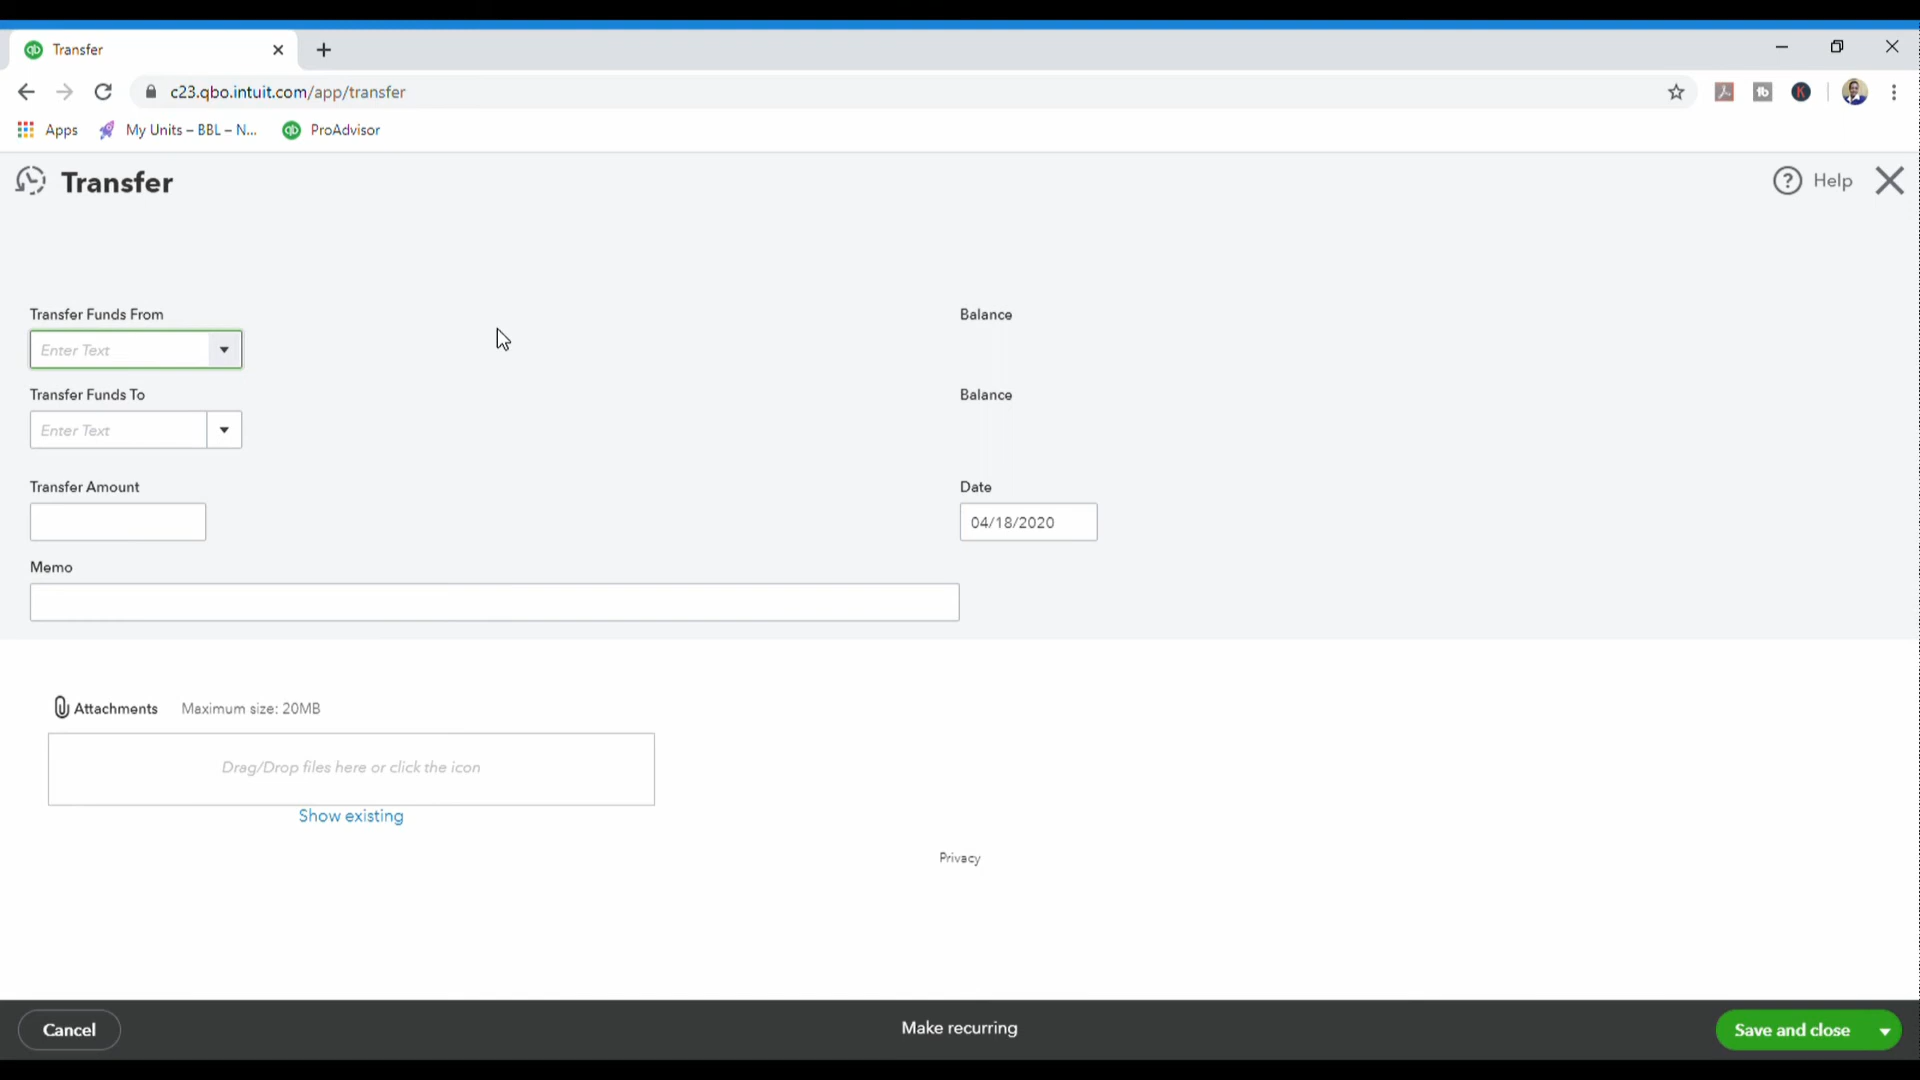 Transfer
c23.qbo.intuit.com/app/transfer
Apps
My Units – BBL – N...
ProAdvisor
Transfer
Help
Transfer Funds From
Balance
Enter Text
Transfer Funds To
Balance
Enter Text
Transfer Amount
Date
04/18/2020
Memo
Attachments Maximum size: 20MB
Drag/Drop files here or click the icon
Show existing
Privacy
Cancel
Make recurring
Save and close